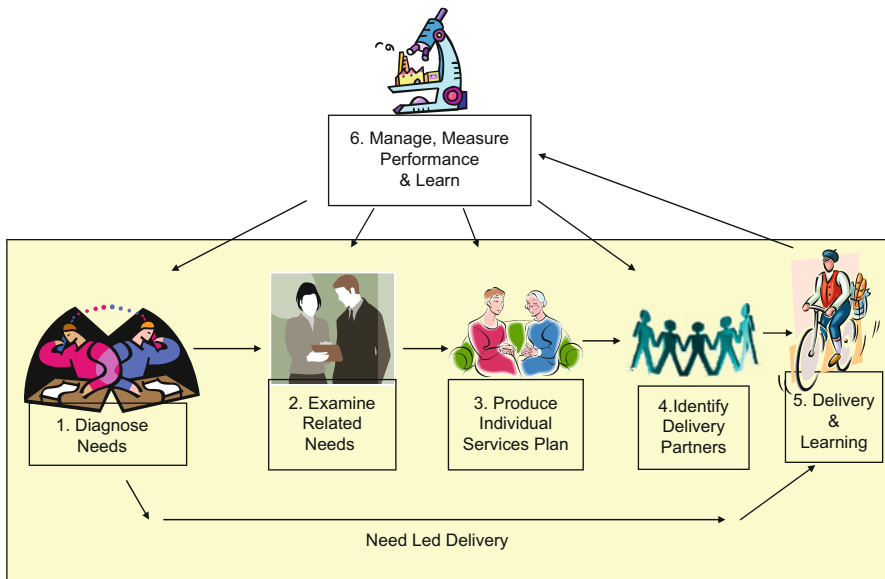 6. Manage, Measure
Performance
& Learn
1. Diagnose
Needs
2. Examine
Related
Needs
3. Produce
Individual
Services Plan
4.Identify
Delivery
Partners
5. Delivery
&
Learning
Need Led Delivery